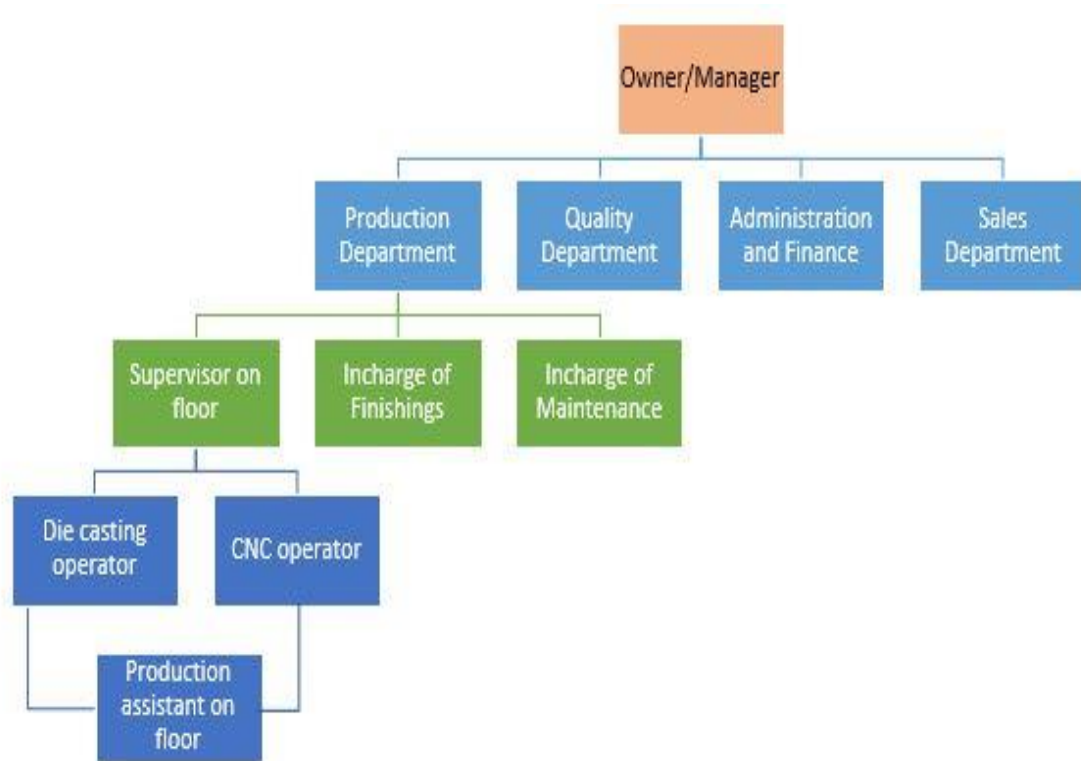 Owner/Manager
Production
Department
Quality
Department
Administration
and Finance
Sales
Department
Supervisor on
floor
Incharge of
Finishings
Incharge of
Maintenance
Die casting
operator
CNC operator
Production
assistant on
floor